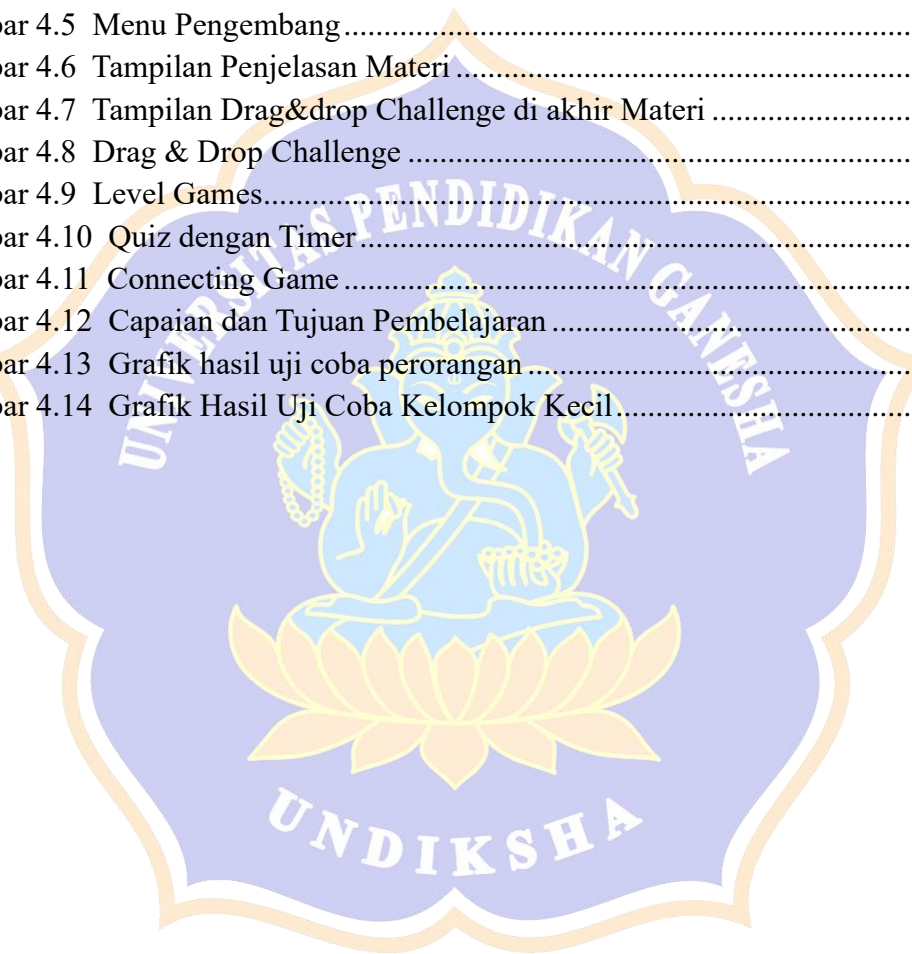 bar 4.5 Menu Pengembang
bar 4.6 Tampilan Penjelasan Materi
bar 4.7 Tampilan Drag&drop Challenge di akhir Materi
bar 4.8 Drag & Drop Challenge
bar 4.9 Level Games
bar 4.10 Quiz dengan Timer
bar 4.11 Connecting Game
bar 4.12 Capaian dan Tujuan Pembelajaran
bar 4.13 Grafik hasil uji coba perorangan
bar 4.14 Grafik Hasil Uji Coba Kelompok Kecil
UNIVERSITAS PENDIDIKAN GANESHA
UNDIKSHA